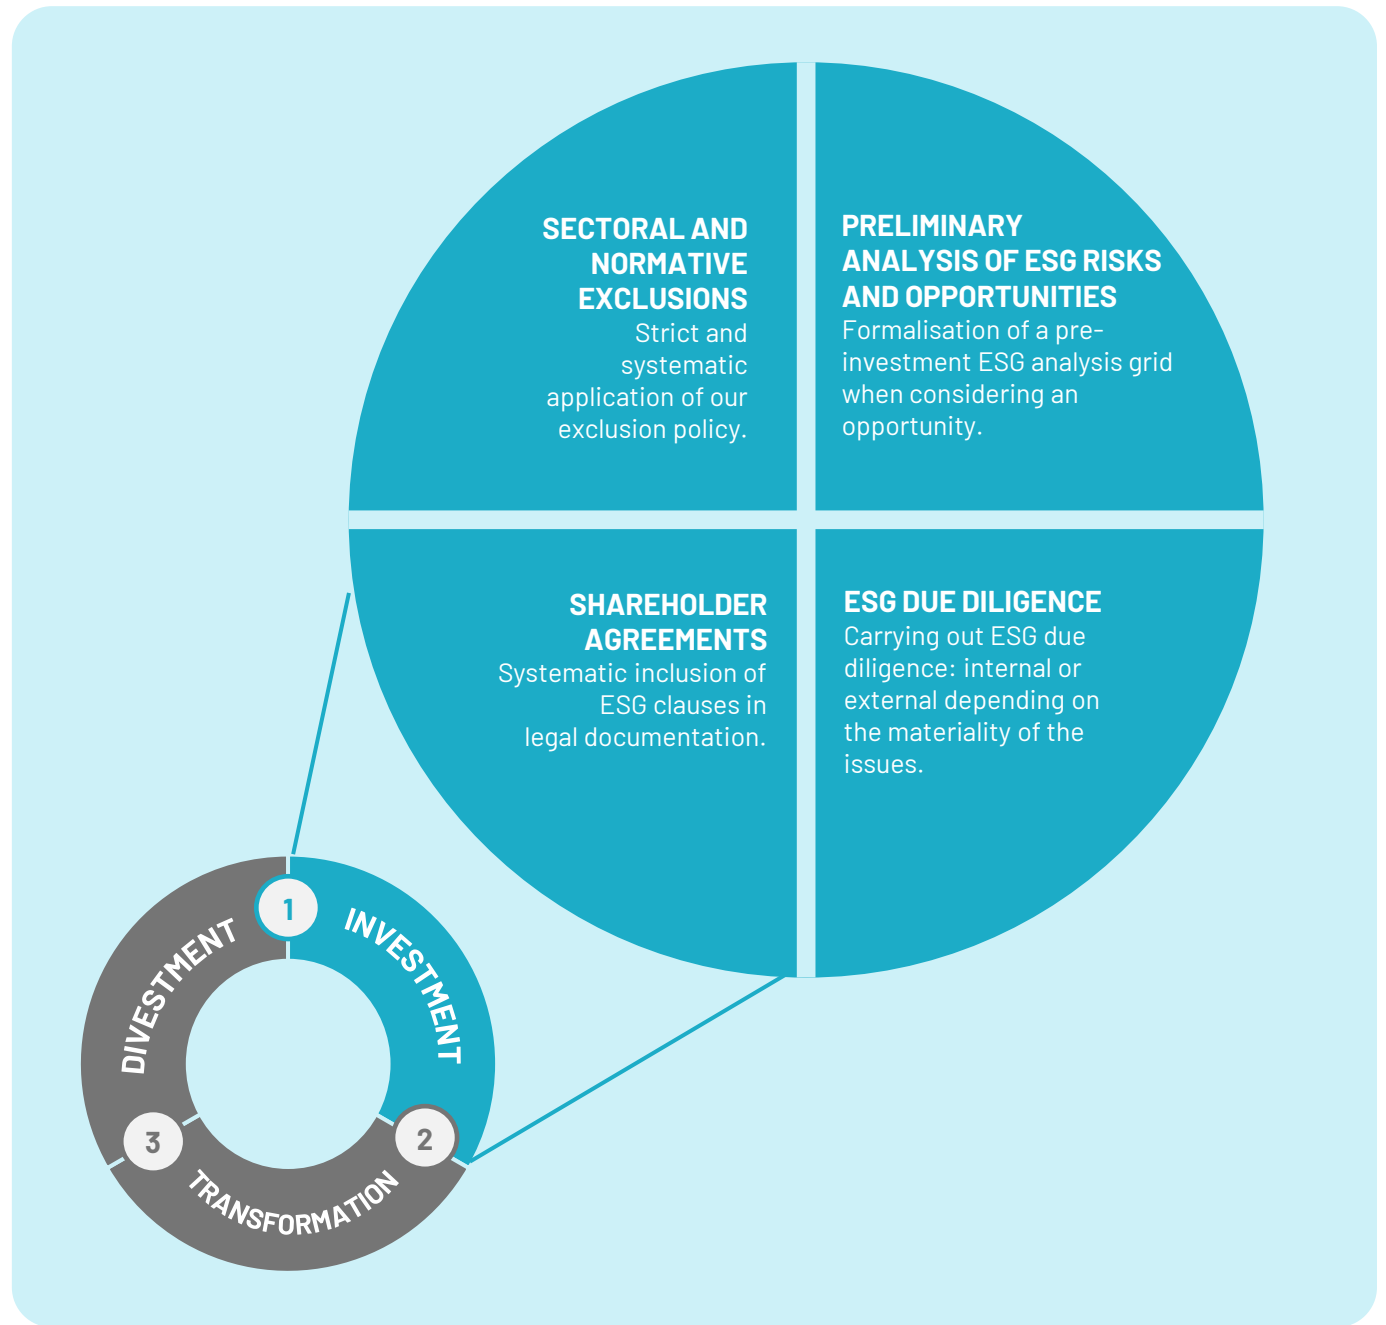 SECTORAL AND
NORMATIVE
EXCLUSIONS
Strict and
systematic
application of our
exclusion policy.
PRELIMINARY
ANALYSIS OF ESG RISKS
AND OPPORTUNITIES
Formalisation of a pre-
investment ESG analysis grid
when considering an
opportunity.
SHAREHOLDER
AGREEMENTS
Systematic inclusion of
ESG clauses in
legal documentation.
ESG DUE DILIGENCE
Carrying out ESG due
diligence: internal or
external depending on
the materiality of the
issues.
1
INVESTMENT
2
TRANSFORMATION
3
DIVESTMENT